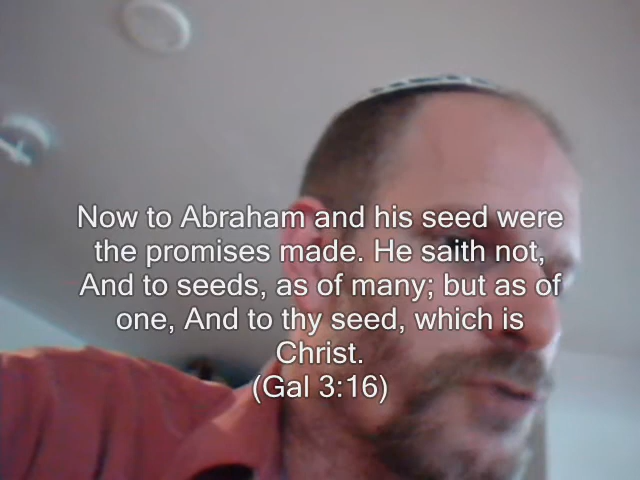 Now to Abraham and his seed were
the promises made. He saith not,
And to seeds, as of many; but as of
one, And to thy seed, which is
Christ.
(Gal 3:16)